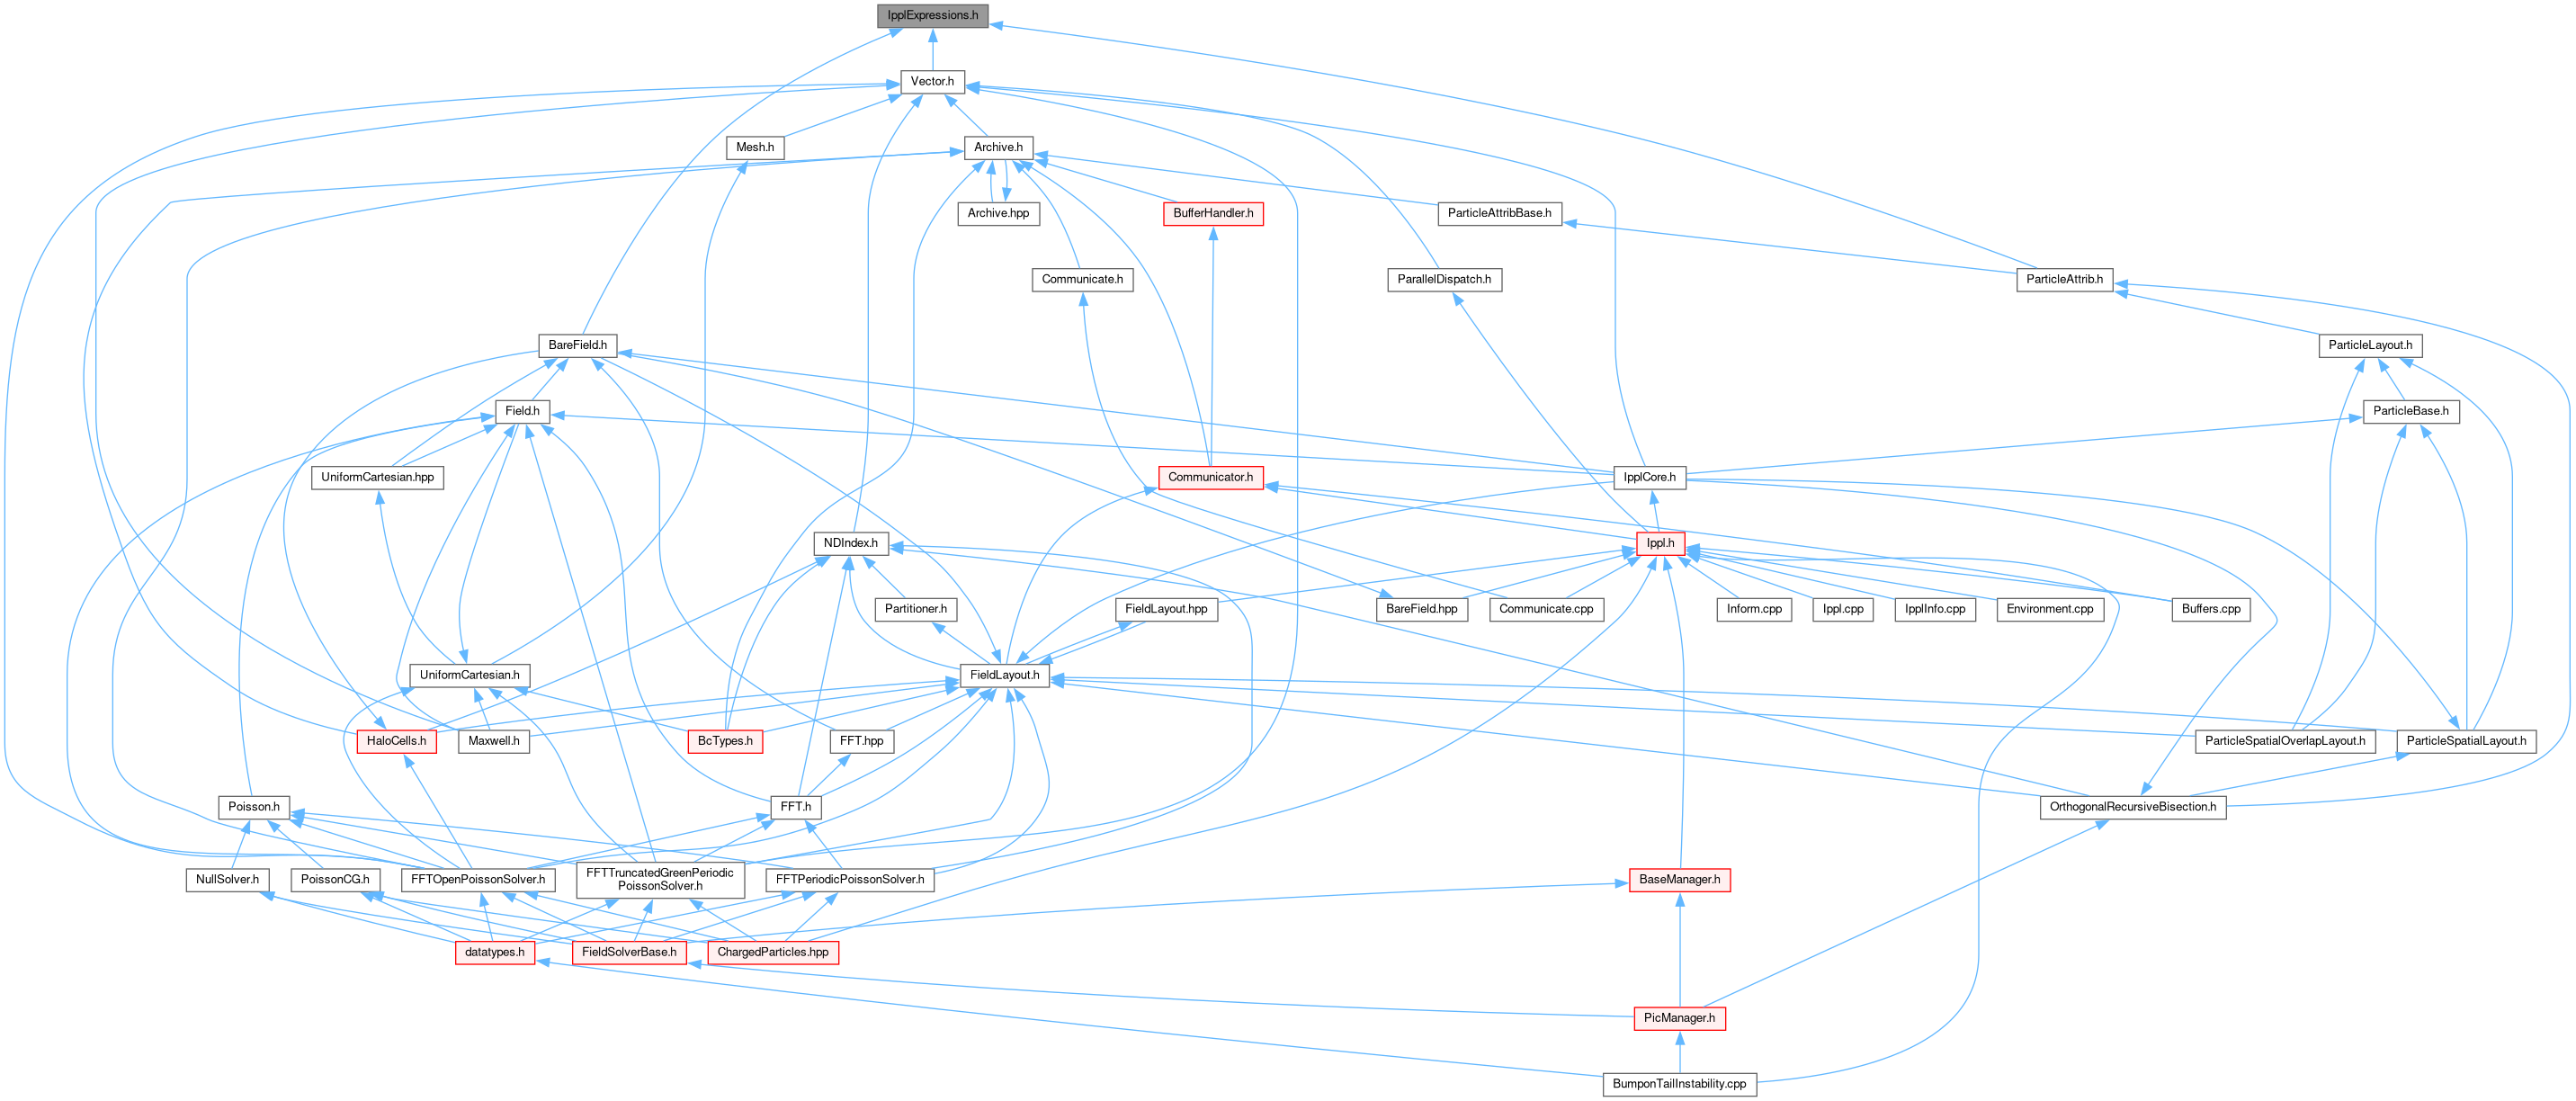 IpplExpressions.h
Vector.h
Mesh.h
Archive.h
Archive.hpp
BufferHandler.h
ParticleAttribBase.h
Communicate.h
ParallelDispatch.h
ParticleAttrib.h
BareField.h
ParticleLayout.h
Field.h
ParticleBase.h
UniformCartesian.hpp
Communicator.h
IpplCore.h
NDIndex.h
Ippl.h
Partitioner.h
FieldLayout.hpp
BareField.hpp
Communicate.cpp
Inform.cpp
Ippl.cpp
IpplInfo.cpp
Environment.cpp
Buffers.cpp
UniformCartesian.h
FieldLayout.h
HaloCells.h
Maxwell.h
BcTypes.h
FFT.hpp
ParticleSpatialOverlapLayout.h
ParticleSpatialLayout.h
Poisson.h
FFT.h
OrthogonalRecursiveBisection.h
NullSolver.h
PoissonCG.h
FFTOpenPoissonSolver.h
FFTTruncatedGreenPeriodic
PoissonSolver.h
FFTPeriodicPoissonSolver.h
BaseManager.h
datatypes.h
FieldSolverBase.h
ChargedParticles.hpp
PicManager.h
BumponTailInstability.cpp